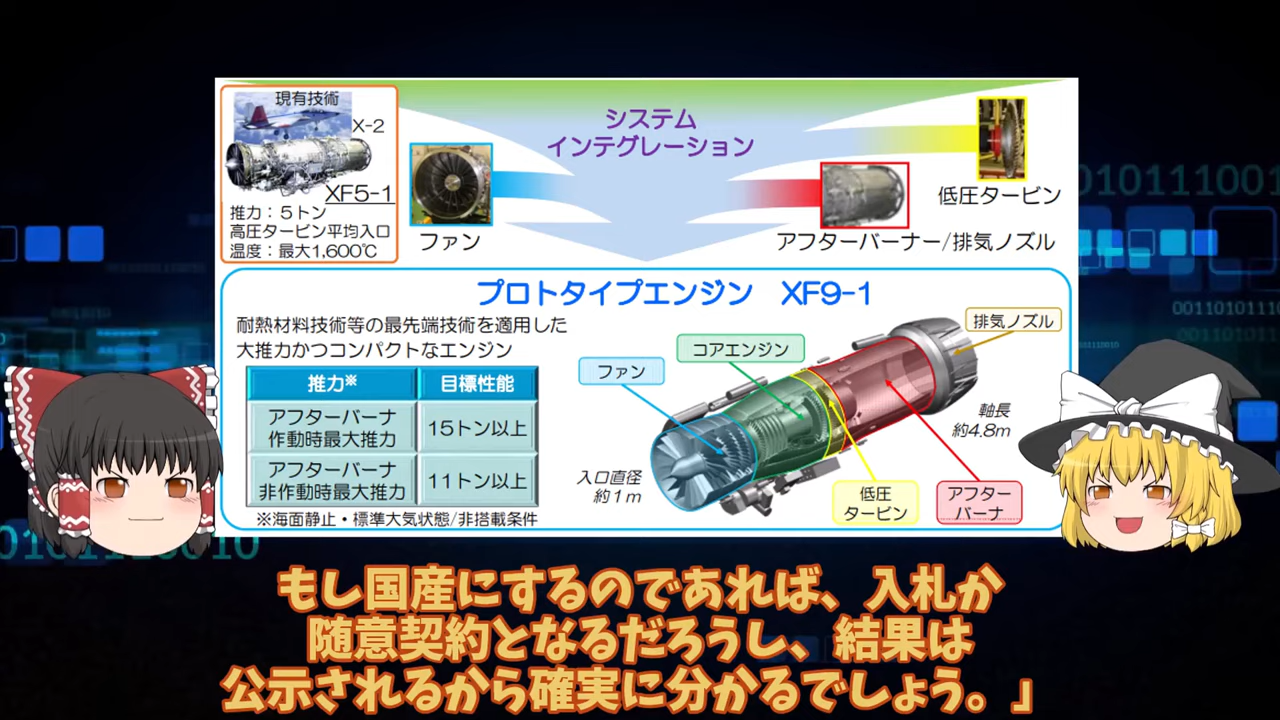 現有技術
X-2
XF5-1
推力：５トン
高圧タービン平均入口
温度：最大1,600℃
ファン
システム
インテグレーション
アフターバーナー/排気ノズル
低圧タービン
プロトタイプエンジン　XF9-1
耐熱材料技術等の最先端技術を適用した
大推力かつコンパクトなエンジン
推力※
目標性能
アフターバーナ
作動時最大推力
15トン以上
アフターバーナ
非作動時最大推力
11トン以上
※海面静止・標準大気状態/非搭載条件
ファン
コアエンジン
排気ノズル
軸長
約4.8m
入口直径
約１ｍ
低圧
タービン
アフター
バーナ
もし国産にするのであれば、入札か
随意契約となるだろうし、結果は
公示されるから確実に分かるでしょう。」